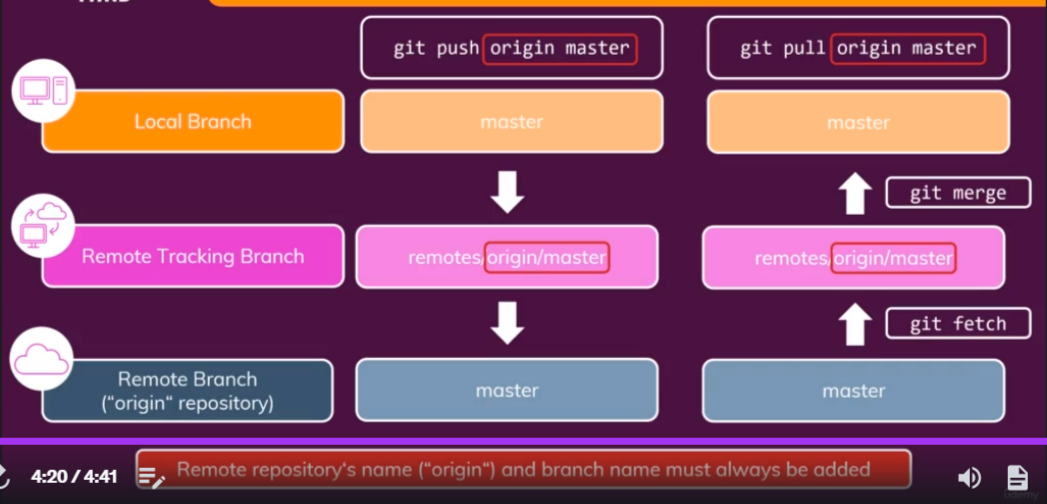 git push origin master
git pull origin master
Local Branch
master
master
git merge
Remote Tracking Branch
remotes/origin/master
remotes/origin/master
git fetch
Remote Branch
("origin" repository)
master
master
4:20 / 4:41
Remote repository's name ("origin") and branch name must always be added
udemy